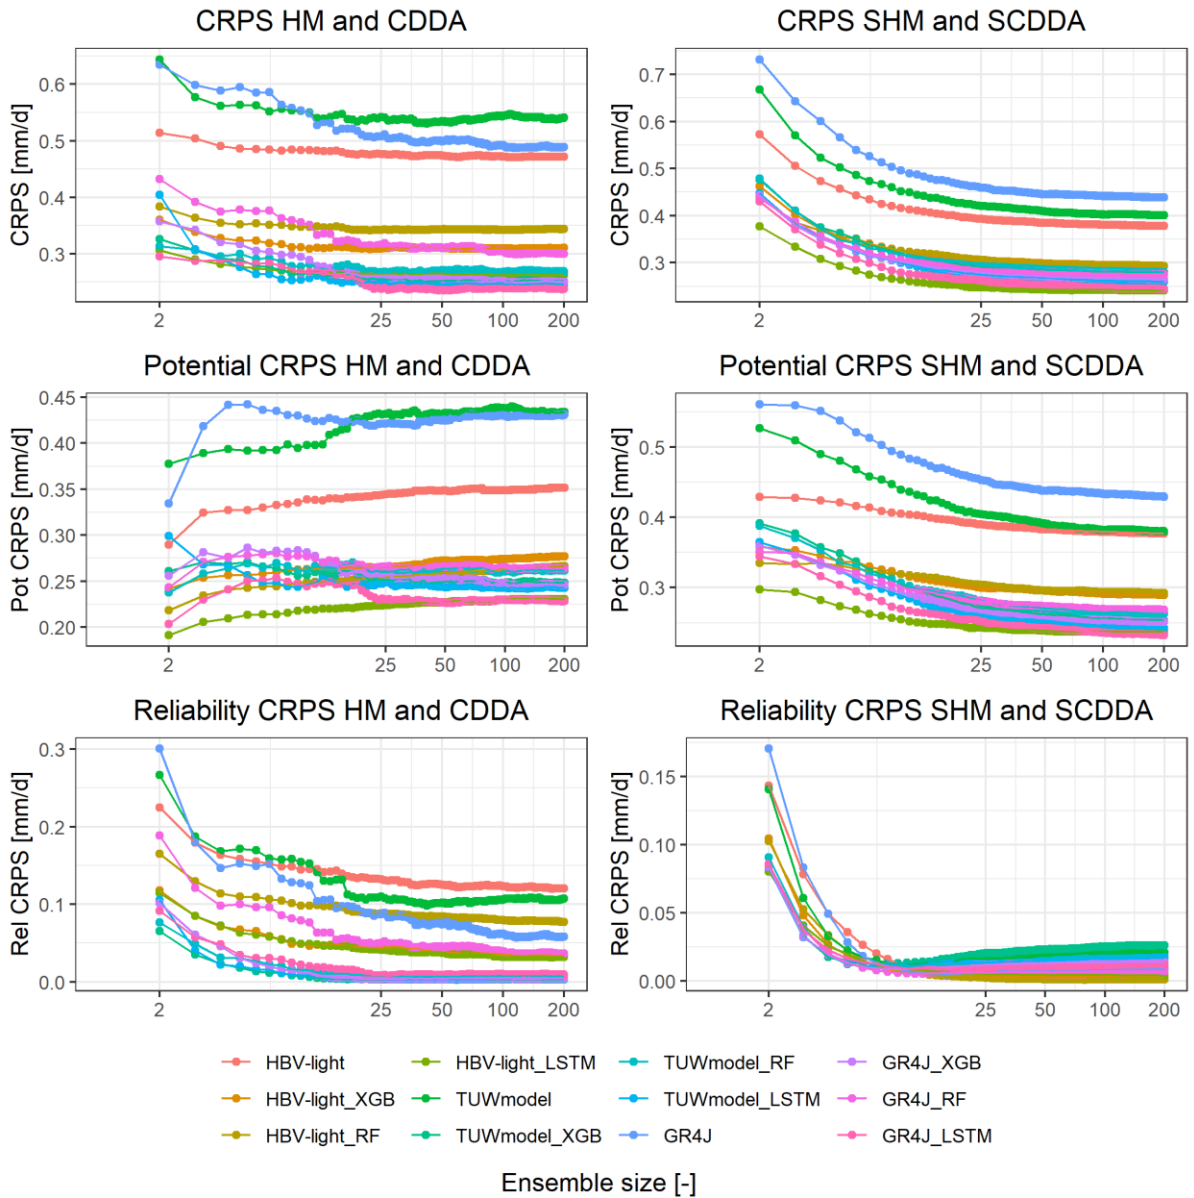 CRPS HM and CDDA
CRPS [mm/d]
0.6
0.5
0.4
0.3
2
25
50
100
200
CRPS SHM and SCDDA
CRPS [mm/d]
0.7
0.6
0.5
0.4
0.3
2
25
50
100
200
Potential CRPS HM and CDDA
Pot CRPS [mm/d]
0.45
0.40
0.35
0.30
0.25
0.20
2
25
50
100
200
Potential CRPS SHM and SCDDA
Pot CRPS [mm/d]
0.5
0.4
0.3
2
25
50
100
200
Reliability CRPS HM and CDDA
Rel CRPS [mm/d]
0.3
0.2
0.1
0.0
2
25
50
100
200
Reliability CRPS SHM and SCDDA
Rel CRPS [mm/d]
0.15
0.10
0.05
0.00
2
25
50
100
200
HBV-light
HBV-light_XGB
HBV-light_RF
HBV-light_LSTM
TUWmodel
TUWmodel_XGB
TUWmodel_RF
TUWmodel_LSTM
GR4J
GR4J_XGB
GR4J_RF
GR4J_LSTM
Ensemble size [-]